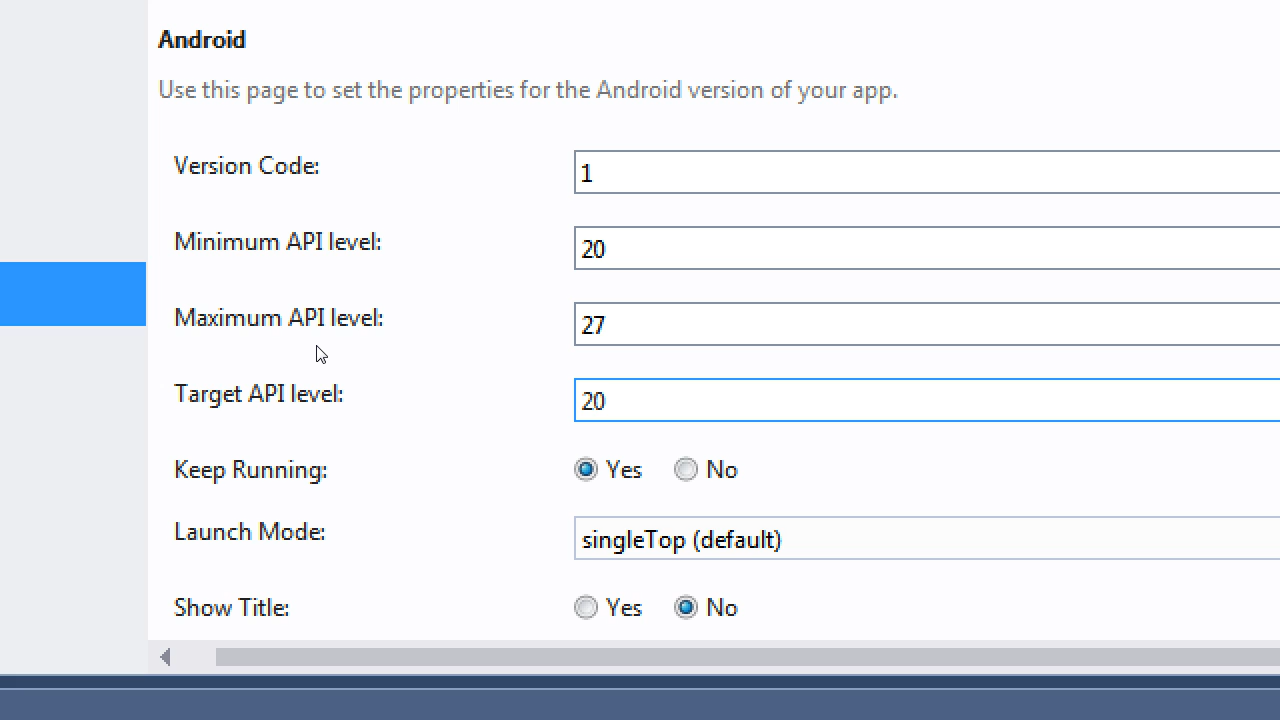 Android
Use this page to set the properties for the Android version of your app.
Version Code: 1
Minimum API level: 20
Maximum API level: 27
Target API level: 20
Keep Running: Yes No
Launch Mode: singleTop (default)
Show Title: Yes No